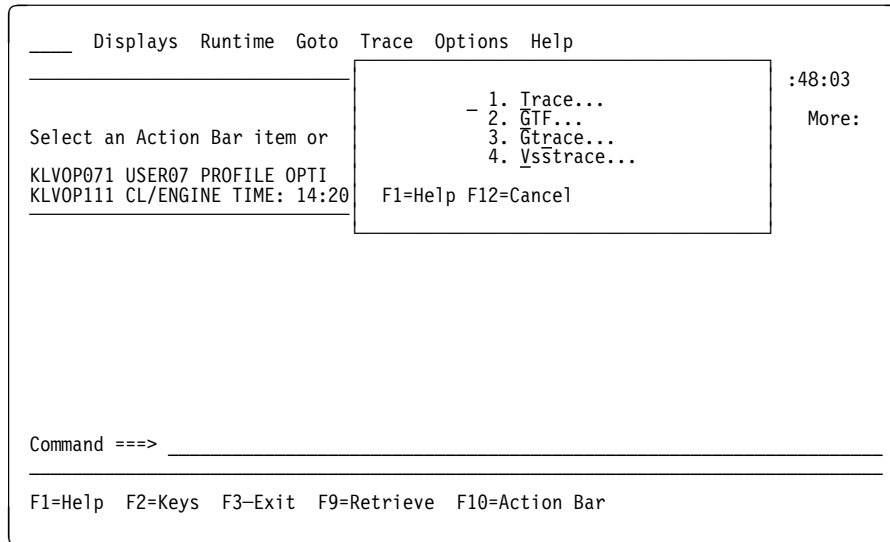 ____ Displays Runtime Goto Trace Options Help
:48:03
_ 1. Trace...
2. GTF... More:
Select an Action Bar item or 3. Gtrace...
4. Vsstrace...
KLVOP071 USER07 PROFILE OPTI
KLVOP111 CL/ENGINE TIME: 14:20 F1=Help F12=Cancel
Command ===>
F1=Help F2=Keys F3—Exit F9=Retrieve F10=Action Bar